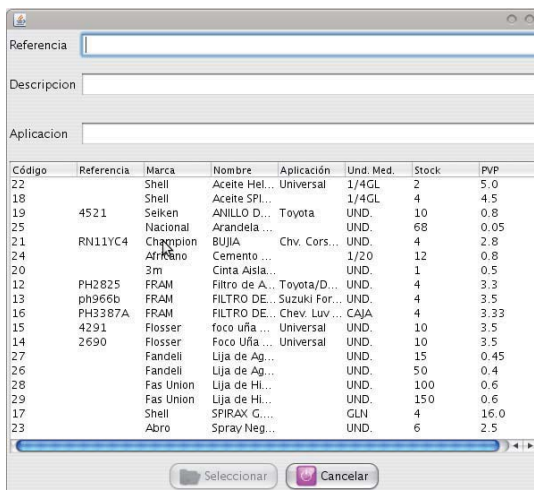 Referencia
Descripcion
Aplicacion
Código Referencia Marca Nombre Aplicación Und. Med. Stock PVP
22 Shell Aceite Hel... Universal 1/4GL 2 5.0
18 Shell Aceite SPI... 1/4GL 4 4.5
19 4521 Seiken ANILLO D... Toyota UND. 10 0.8
25 Nacional Arandela ... UND. 68 0.05
21 RN11YC4 Champion BUJIA Chv. Cors... UND. 4 2.8
24 Africano Cemento ... 1/20 12 0.8
20 3m Cinta Aisla... UND. 1 0.5
12 PH2825 FRAM Filtro de A... Toyota/D... UND. 4 3.3
13 ph966b FRAM FILTRO DE... Suzuki For... UND. 4 3.5
16 PH3387A FRAM FILTRO DE... Chev. Luv ... CAJA 4 3.33
15 4291 Flosser foco uña ... Universal UND. 10 3.5
14 2690 Flosser Foco Uña ... Universal UND. 10 3.5
27 Fandeli Lija de Ag... UND. 15 0.45
26 Fandeli Lija de Ag... UND. 50 0.4
28 Fas Union Lija de Hi... UND. 100 0.6
29 Fas Union Lija de Hi... UND. 150 0.6
17 Shell SPIRAX G.... GLN 4 16.0
23 Abro Spray Neg... UND. 6 2.5
Seleccionar Cancelar